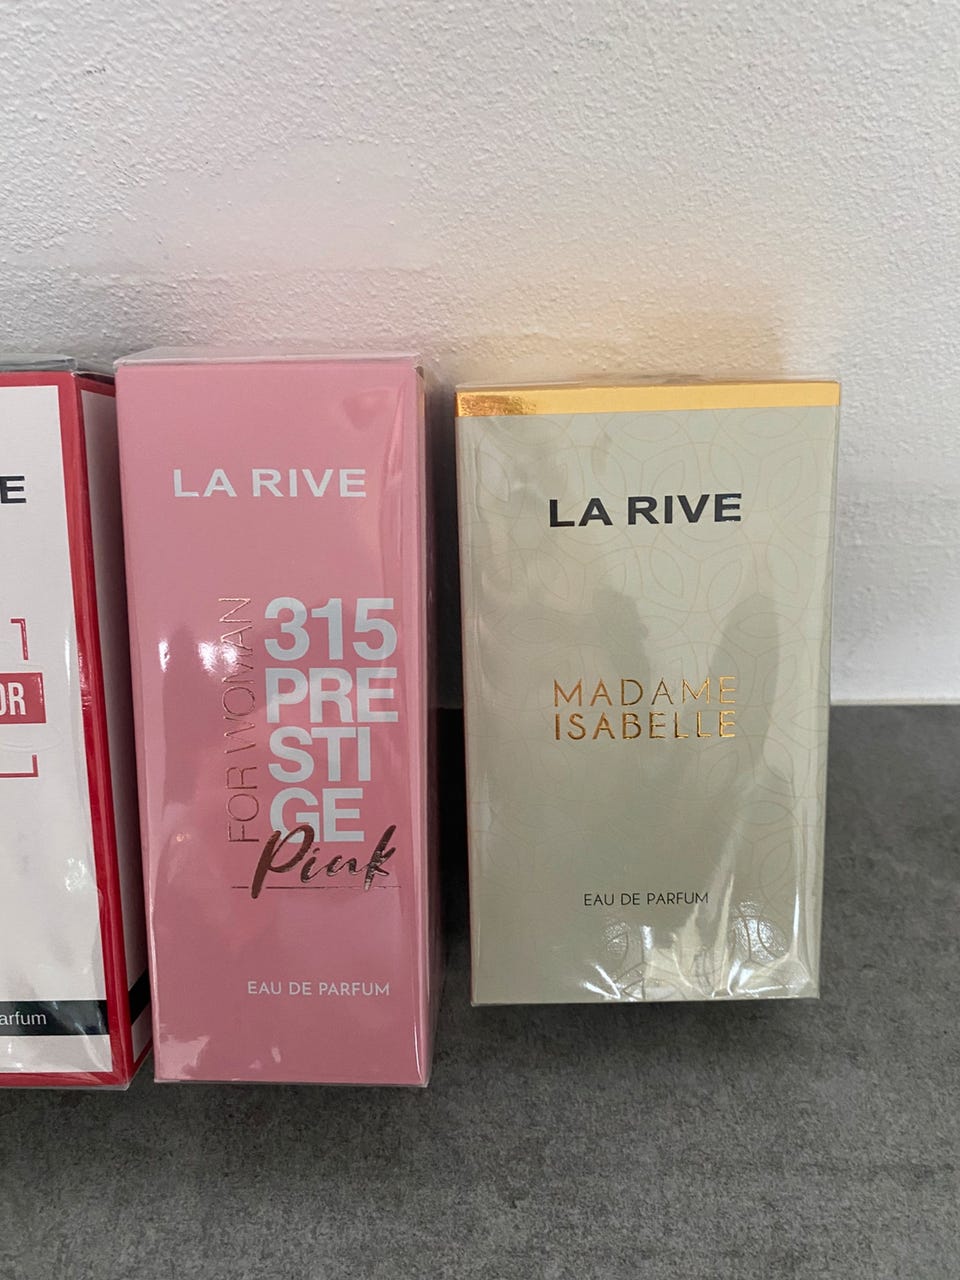 E
OR
arfum
LA RIVE
FOR WOMAN
315
PRE
STI
GE
Pink
EAU DE PARFUM
LA RIVE
MADAME
ISABELLE
EAU DE PARFUM